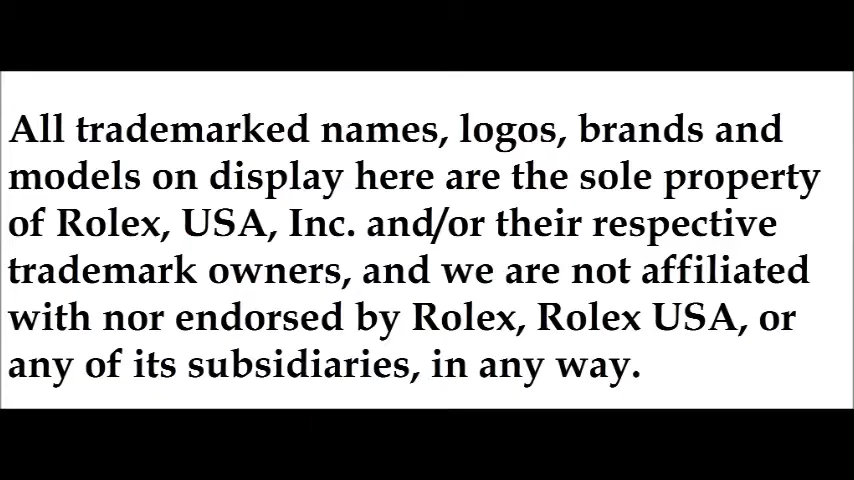 All trademarked names, logos, brands and
models on display here are the sole property
of Rolex, USA, Inc. and/or their respective
trademark owners, and we are not affiliated
with nor endorsed by Rolex, Rolex USA, or
any of its subsidiaries, in any way.